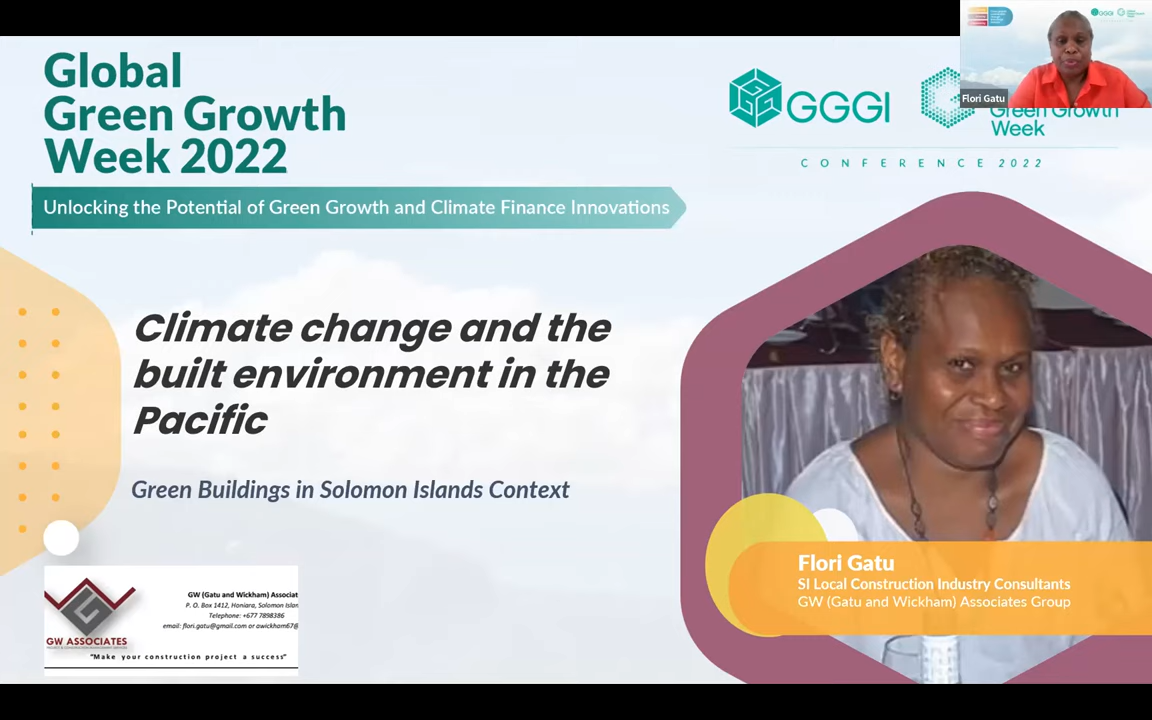 Global
Green Growth
Week 2022
Unlocking the Potential of Green Growth and Climate Finance Innovations
GGGI
Green Growth
Week
CONFERENCE 2022
Flori Gatu
GGGI
Climate change and the
built environment in the
Pacific
Green Buildings in Solomon Islands Context
GW (Gatu and Wickham) Associat
P. O. Box 1412, Honiara, Solomon Islan
Telephone: +677 7898386
email: flori.gatu@gmail.com or awickham67@
GW ASSOCIATES
"Make your construction project a success"
Flori Gatu
SI Local Construction Industry Consultants
GW (Gatu and Wickham) Associates Group